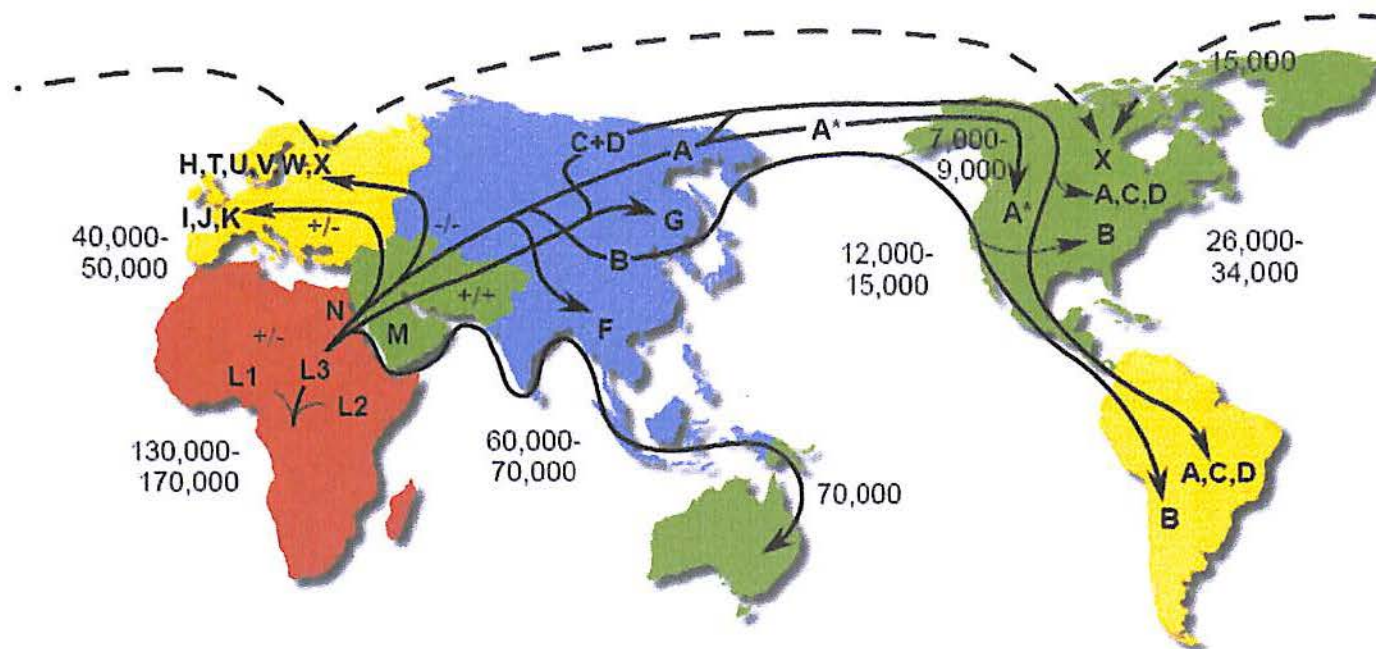 15,000
C+D
A
A*
7,000-
9,000
X
H,T,U,V,W,X
A,C,D
A*
I,J,K
+/-
-/-
G
B
40,000-
50,000
B
12,000-
15,000
26,000-
34,000
+/+
N
M
F
+/-
L3
L1
L2
60,000-
70,000
130,000-
170,000
70,000
A,C,D
B